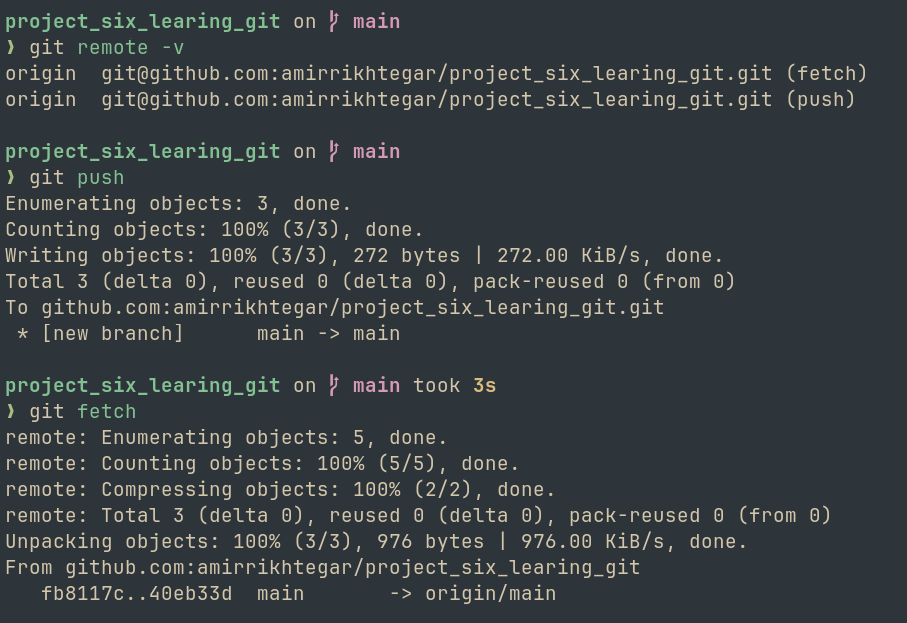 project_six_learing_git on  main
❱ git remote -v
origin  git@github.com:amirrikhtegar/project_six_learing_git.git (fetch)
origin  git@github.com:amirrikhtegar/project_six_learing_git.git (push)
project_six_learing_git on  main
❱ git push
Enumerating objects: 3, done.
Counting objects: 100% (3/3), done.
Writing objects: 100% (3/3), 272 bytes | 272.00 KiB/s, done.
Total 3 (delta 0), reused 0 (delta 0), pack-reused 0 (from 0)
To github.com:amirrikhtegar/project_six_learing_git.git
 * [new branch]      main -> main
project_six_learing_git on  main took 3s
❱ git fetch
remote: Enumerating objects: 5, done.
remote: Counting objects: 100% (5/5), done.
remote: Compressing objects: 100% (2/2), done.
remote: Total 3 (delta 0), reused 0 (delta 0), pack-reused 0 (from 0)
Unpacking objects: 100% (3/3), 976 bytes | 976.00 KiB/s, done.
From github.com:amirrikhtegar/project_six_learing_git
   fb8117c..40eb33d  main       -> origin/main